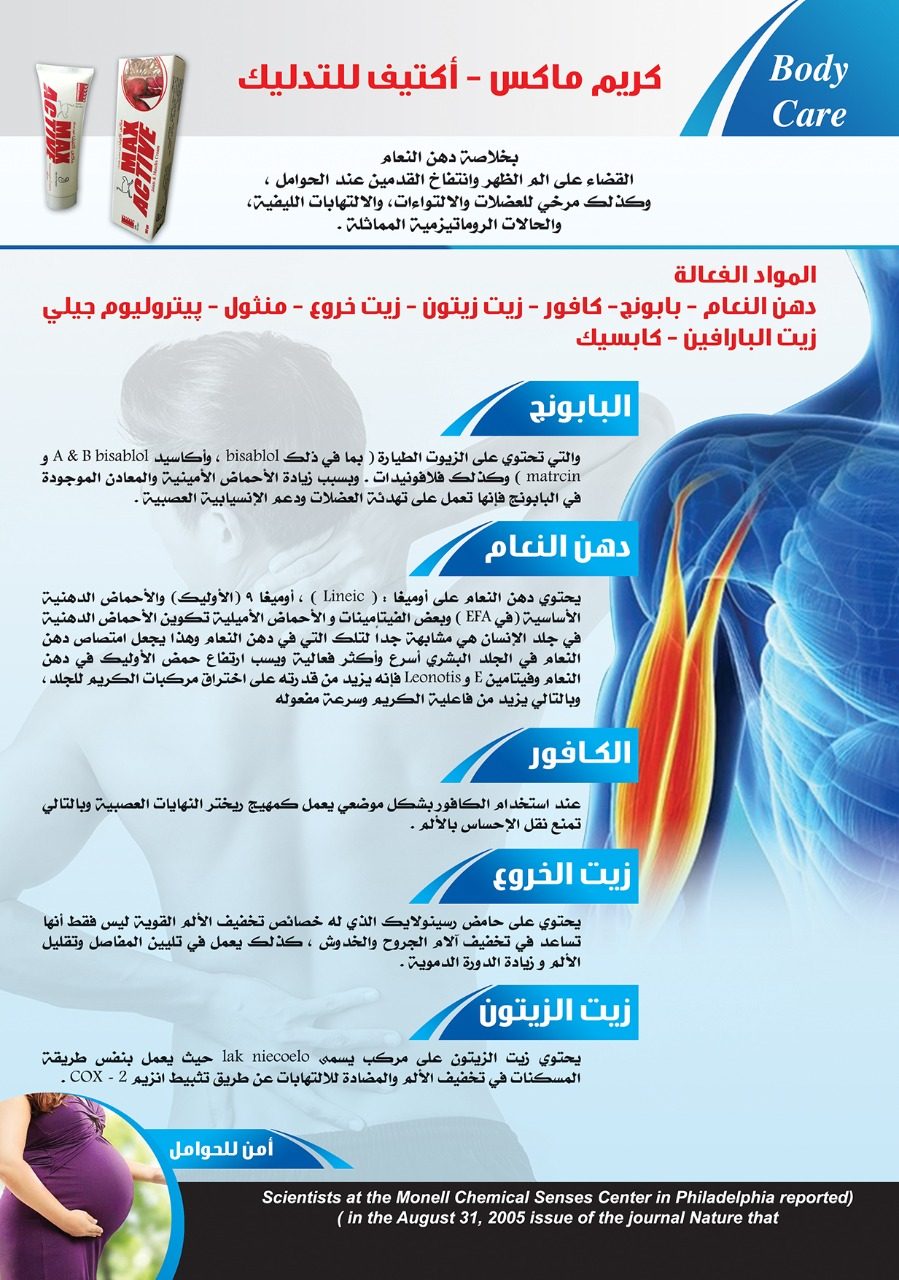 Body
Care
كريم ماكس - أكتيف للتدليك
MAX
ACTIVE
MAX
ACTIVE
بخلاصة دهن النعام
القضاء على الم الظهر وانتفاخ القدمين عند الحوامل ،
وكذلك مرخي للعضلات والالتواءات، والالتهابات الليفية،
والحالات الروماتيزمية المماثلة .
المواد الفعالة
دهن النعام - بابونج- كافور - زيت زيتون - زيت خروع - منثول - پيتروليوم جيلي
زيت البارافين - كابسيك
البابونج
والتي تحتوي على الزيوت الطيارة ( بما في ذلك bisablol ، وأكاسيد A & B bisablol و
matrcin ) وكذلك فلافونيدات . وبسبب زيادة الأحماض الأمينية والمعادن الموجودة
في البابونج فإنها تعمل على تهدئة العضلات ودعم الإنسيابية العصبية .
دهن النعام
يحتوي دهن النعام على أوميغا : ( Lineic ) ، أوميغا ٩ (الأوليك) والأحماض الدهنية
الأساسية (في EFA ) وبعض الفيتامينات و الأحماض الأميلية تكوين الأحماض الدهنية
في جلد الإنسان هي مشابهة جداً لتلك التي في دهن النعام وهذا يجعل امتصاص دهن
النعام في الجلد البشري أسرع وأكثر فعالية ويسب ارتفاع حمض الأوليك في دهن
النعام وفيتامين E و Leonotis فإنه يزيد من قدرته على اختراق مركبات الكريم للجلد ،
وبالتالي يزيد من فاعلية الكريم وسرعة مفعوله
الكافور
عند استخدام الكافور بشكل موضعي يعمل كمهيج ريختر النهايات العصبية وبالتالي
تمنع نقل الإحساس بالألم .
زيت الخروع
يحتوي على حامض رسينولايك الذي له خصائص تخفيف الألم القوية ليس فقط أنها
تساعد في تخفيف آلام الجروح والخدوش ، كذلك يعمل في تليين المفاصل وتقليل
الألم و زيادة الدورة الدموية .
زيت الزيتون
يحتوي زيت الزيتون على مركب يسمى lak niecoelo حيث يعمل بنفس طريقة
المسكنات في تخفيف الألم والمضادة للالتهابات عن طريق تثبيط انزيم COX - 2 .
أمن للحوامل
Scientists at the Monell Chemical Senses Center in Philadelphia reported)
( in the August 31, 2005 issue of the journal Nature that